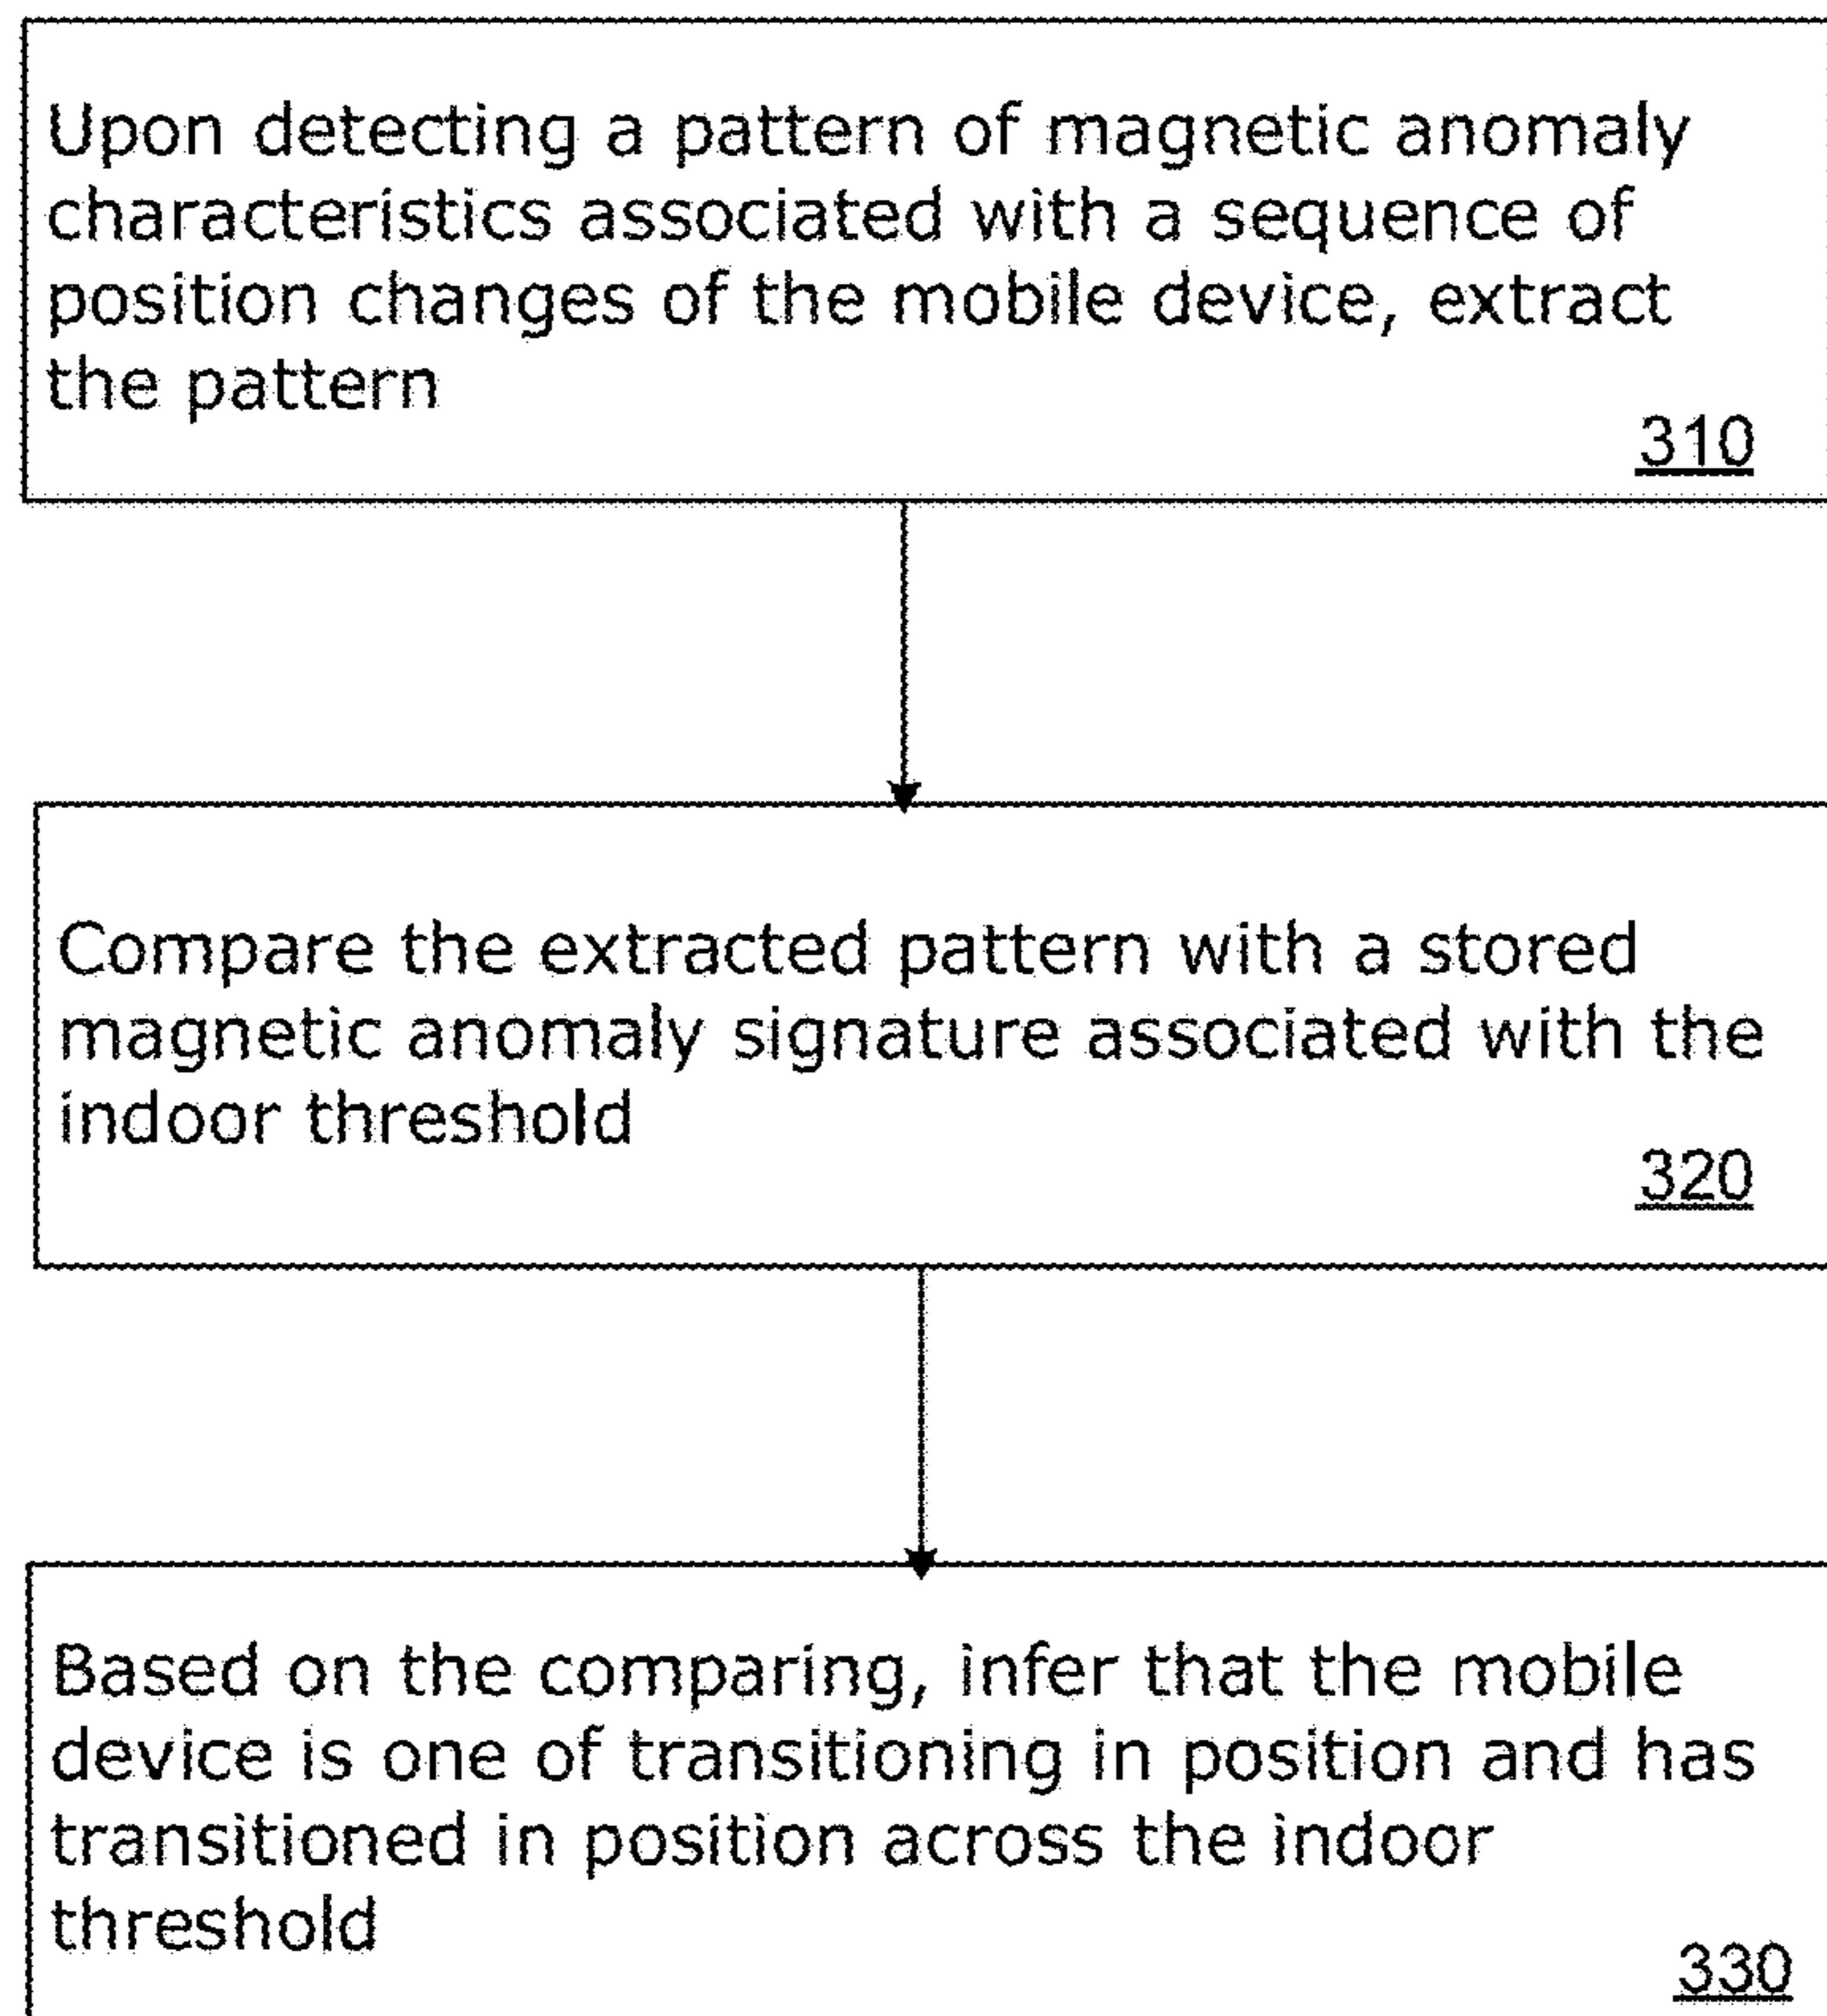 Upon detecting a pattern of magnetic anomaly
characteristics associated with a sequence of
position changes of the mobile device, extract
the pattern
310
Compare the extracted pattern with a stored
magnetic anomaly signature associated with the
indoor threshold
320
Based on the comparing, infer that the mobile
device is one of transitioning in position and has
transitioned in position across the indoor
threshold
330